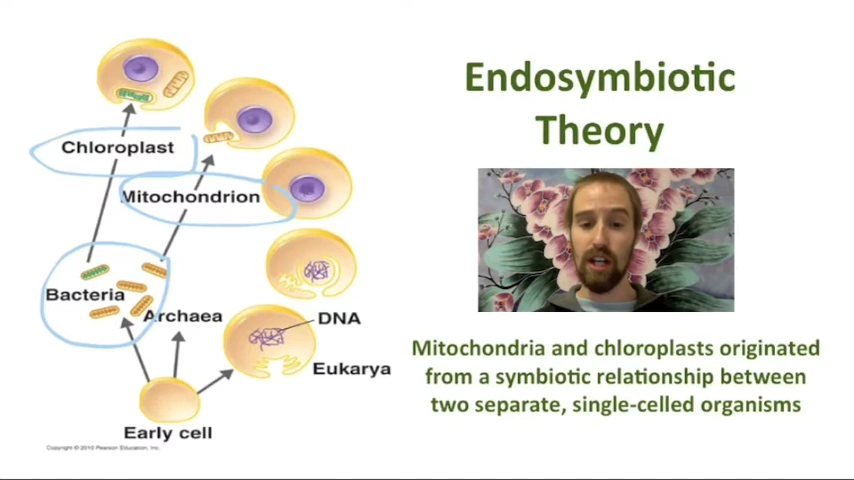 Endosymbiotic
Theory
Chloroplast
Mitochondrion
Bacteria
Archaea
DNA
Eukarya
Early cell
Mitochondria and chloroplasts originated
from a symbiotic relationship between
two separate, single-celled organisms
Copyright © 2010 Pearson Education, Inc.